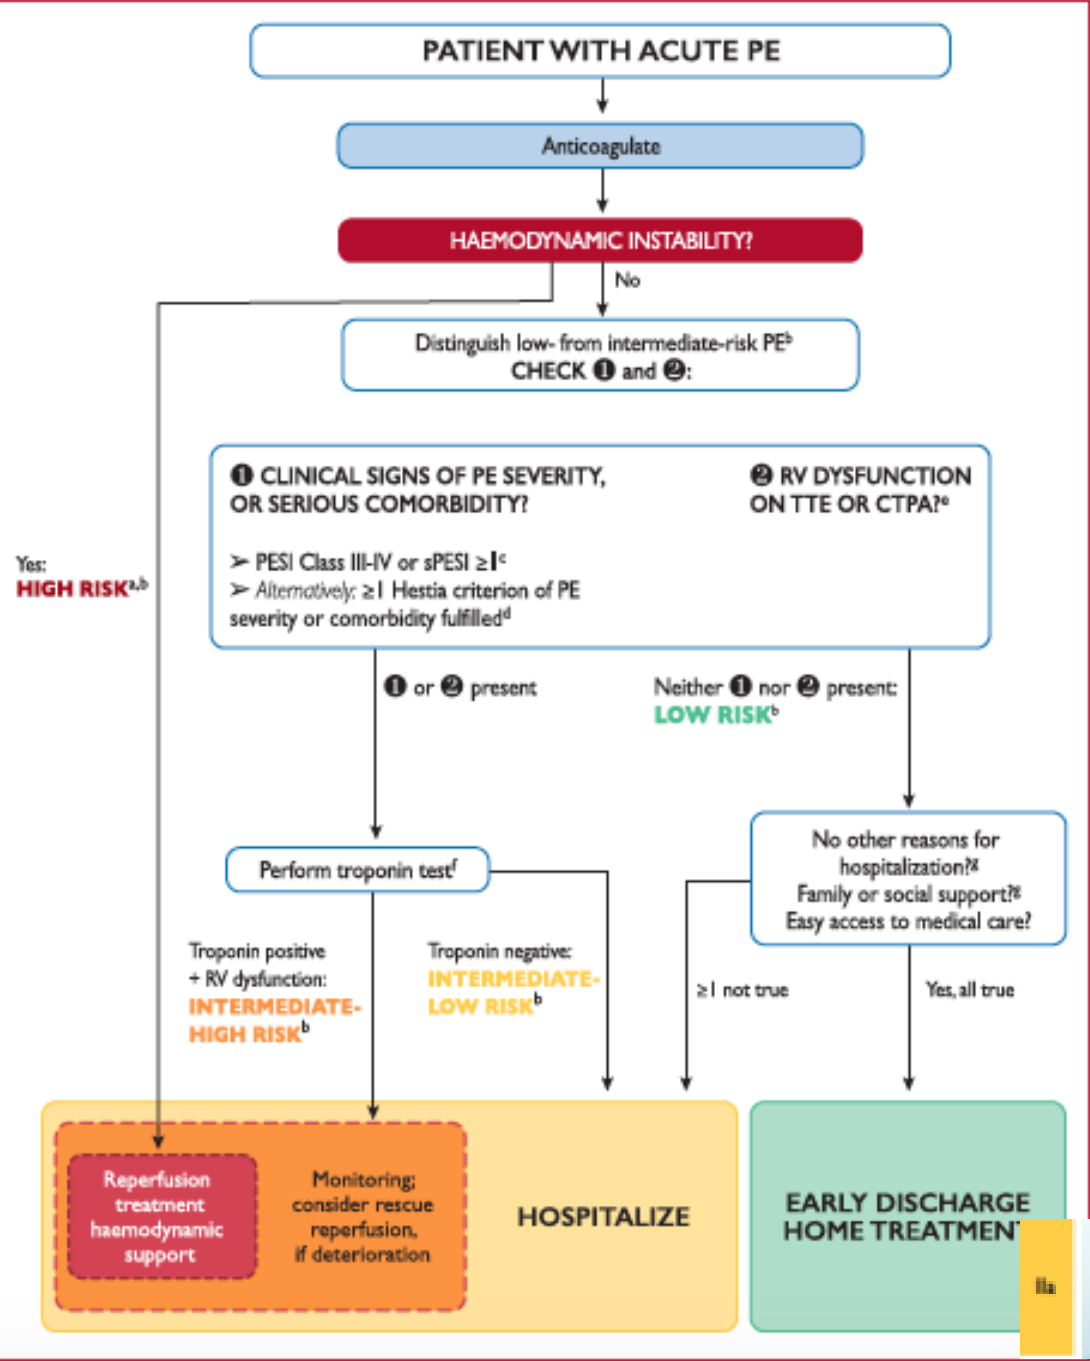 PATIENT WITH ACUTE PE
Anticoagulate
HAEMODYNAMIC INSTABILITY?
No
Distinguish low- from intermediate-risk PEᵇ
CHECK ❶ and ❷:
❶ CLINICAL SIGNS OF PE SEVERITY,
OR SERIOUS COMORBIDITY?
➢ PESI Class III-IV or sPESI ≥1ᶜ
➢ Alternatively: ≥1 Hestia criterion of PE
severity or comorbidity fulfilledᵈ
❷ RV DYSFUNCTION
ON TTE OR CTPA?ᵉ
Yes:
HIGH RISKᵃ,ᵇ
❶ or ❷ present
Neither ❶ nor ❷ present:
LOW RISKᵇ
Perform troponin testᶠ
No other reasons for
hospitalization?ᵍ
Family or social support?ᵍ
Easy access to medical care?
Troponin positive
+ RV dysfunction:
INTERMEDIATE-
HIGH RISKᵇ
Troponin negative:
INTERMEDIATE-
LOW RISKᵇ
≥1 not true
Yes, all true
Reperfusion
treatment
haemodynamic
support
Monitoring;
consider rescue
reperfusion,
if deterioration
HOSPITALIZE
EARLY DISCHARGE
HOME TREATMENT
IIa